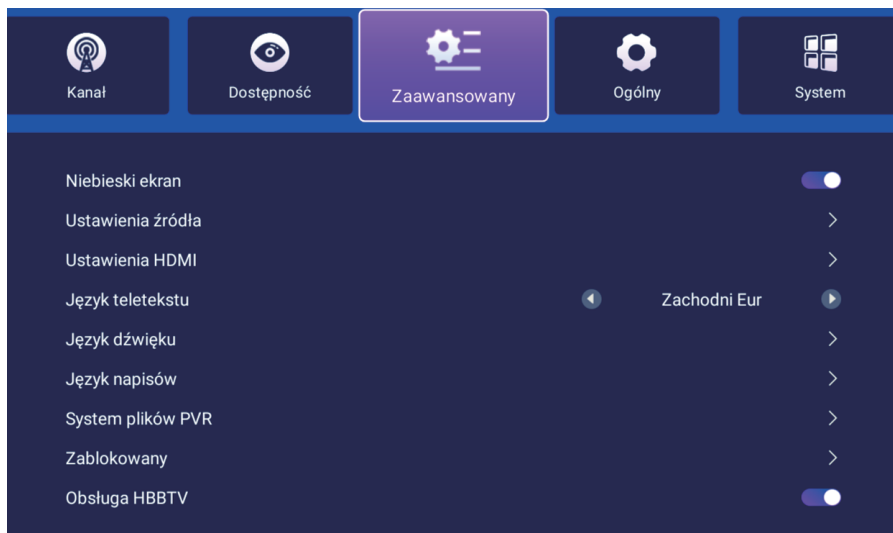 Kanał
Dostępność
Zaawansowany
Ogólny
System
Niebieski ekran
Ustawienia źródła
Ustawienia HDMI
Język teletekstu Zachodni Eur
Język dźwięku
Język napisów
System plików PVR
Zablokowany
Obsługa HBBTV